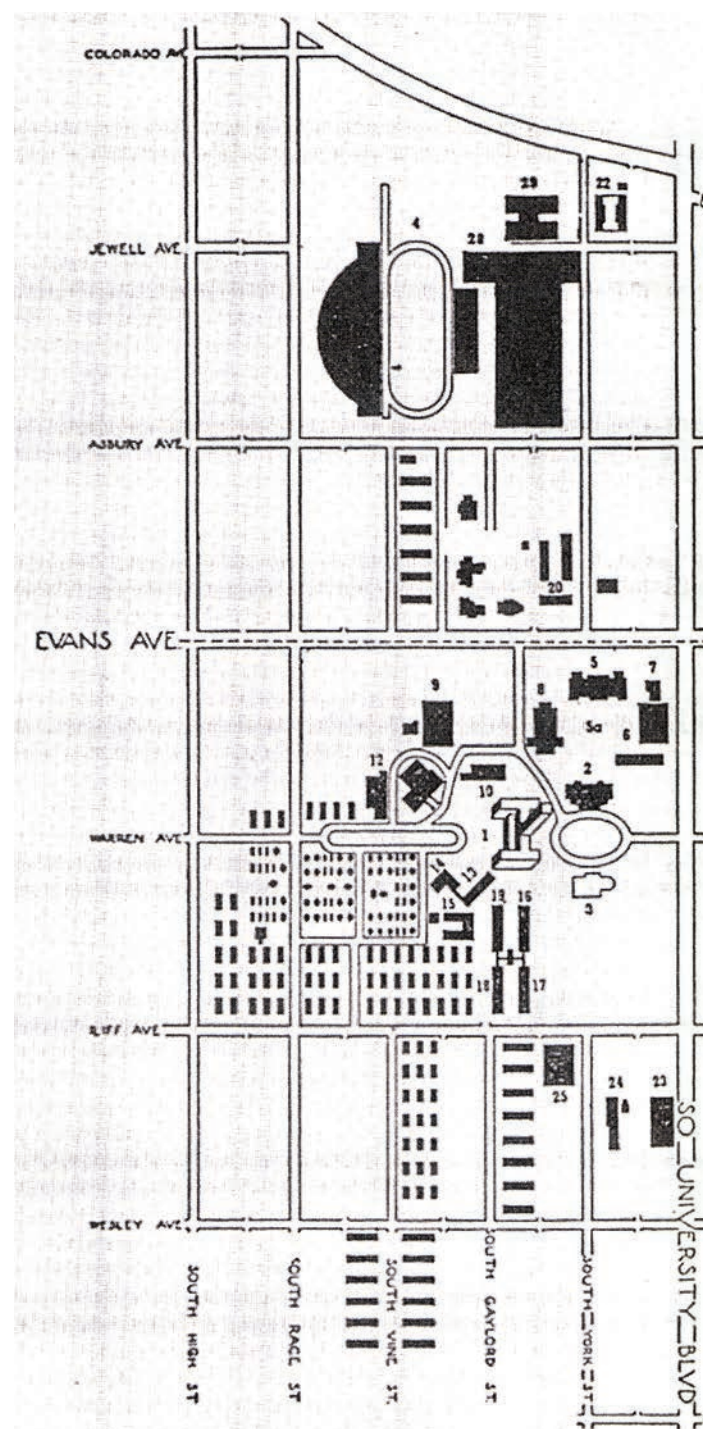 COLORADO AV
29
22
4
JEWELL AVE
28
ASBURY AVE
20
EVANS AVE
5
7
9
8
5a
6
12
2
10
WARREN AVE
1
13
3
15
19
16
18
17
ILIFF AVE
25
24
23
WESLEY AVE
SOUTH HIGH ST
SOUTH RACE ST
SOUTH VINE ST.
SOUTH GAYLORD ST.
SOUTH YORK ST
SO UNIVERSITY BLVD